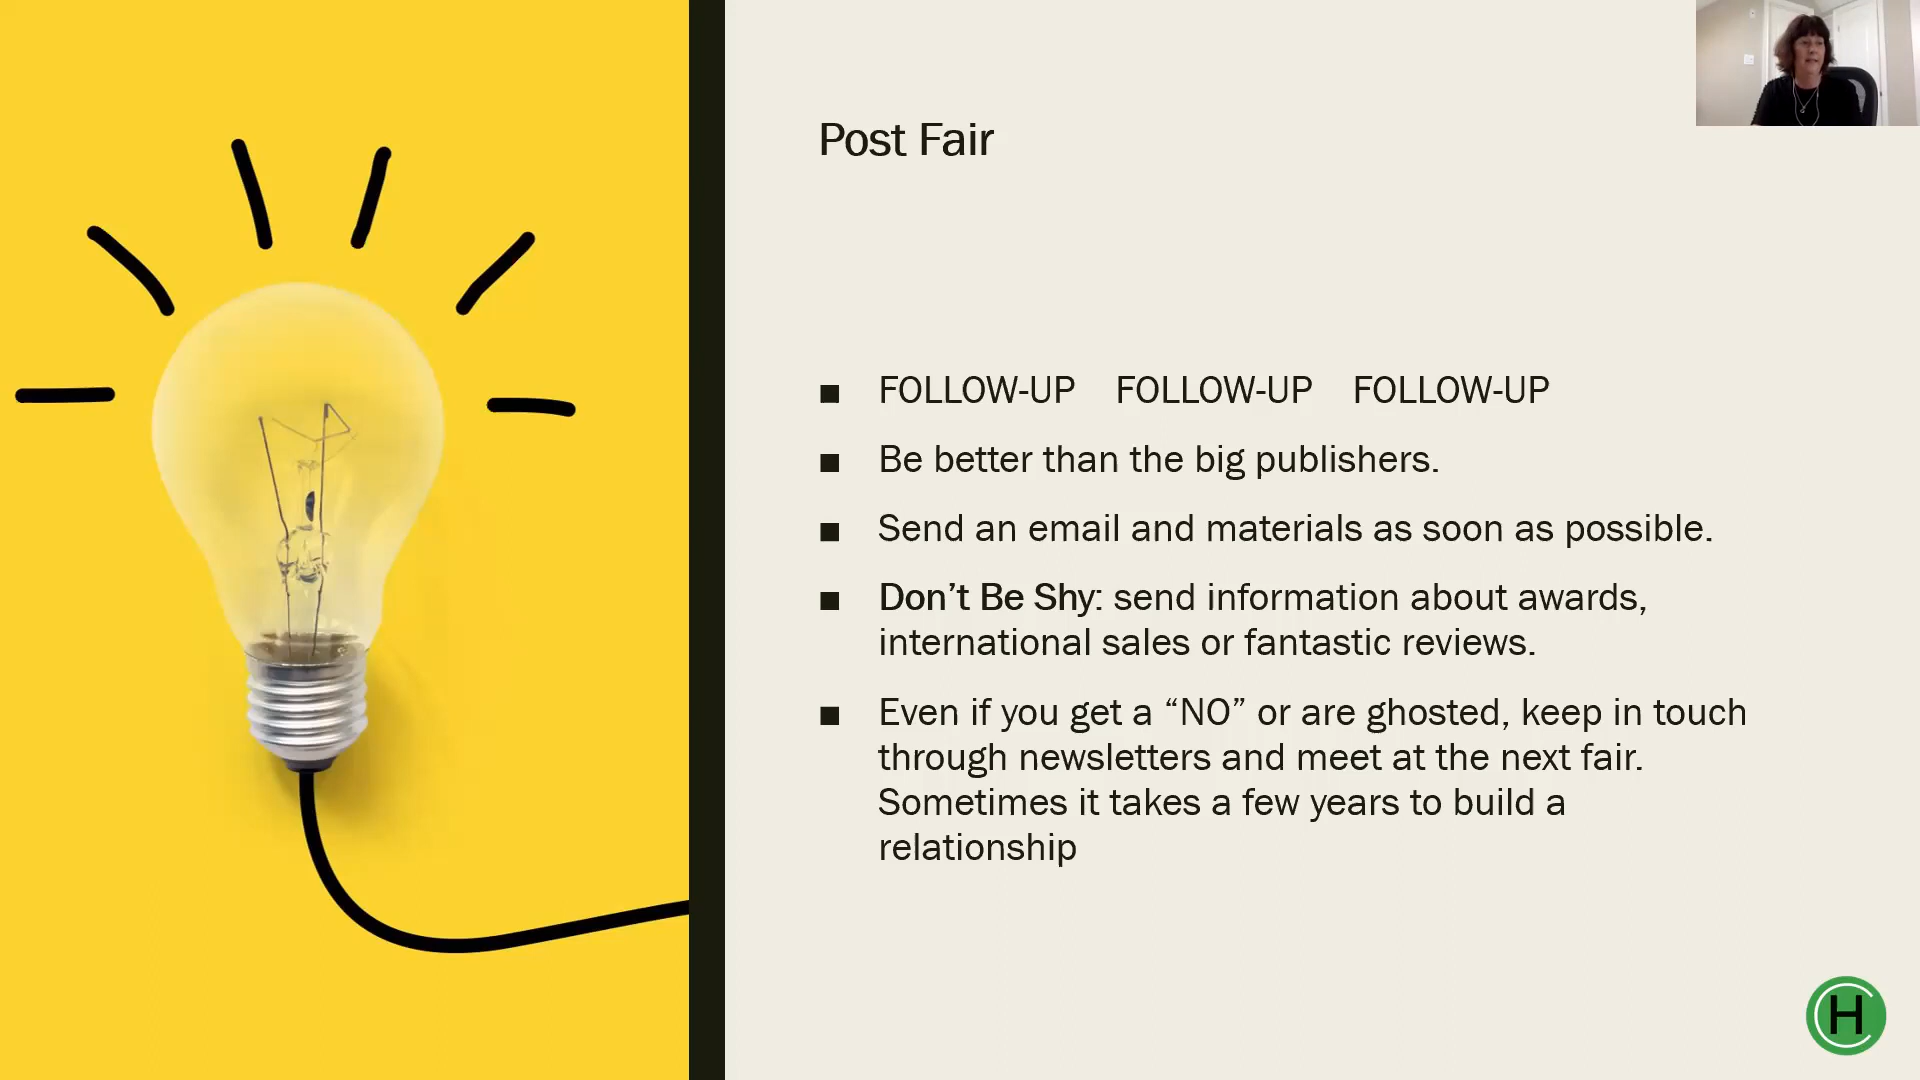 Post Fair
■ FOLLOW-UP FOLLOW-UP FOLLOW-UP
■ Be better than the big publishers.
■ Send an email and materials as soon as possible.
■ Don’t Be Shy: send information about awards,
international sales or fantastic reviews.
■ Even if you get a “NO” or are ghosted, keep in touch
through newsletters and meet at the next fair.
Sometimes it takes a few years to build a
relationship
H